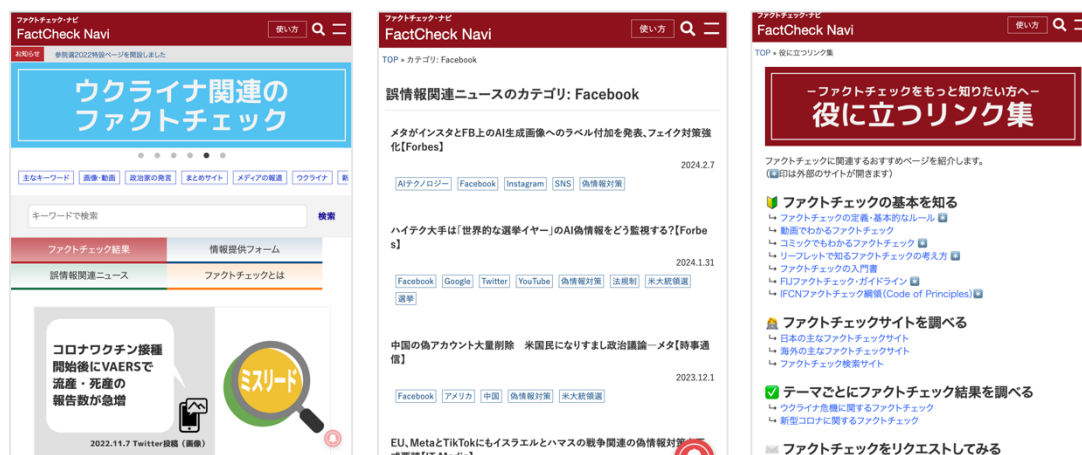 ファクトチェック・ナビ
FactCheck Navi
使い方
お知らせ 参院選2022特設ページを開設しました
ウクライナ関連の
ファクトチェック
主なキーワード 画像・動画 政治家の発言 まとめサイト メディアの報道 ウクライナ
キーワードで検索 検索
ファクトチェック結果 情報提供フォーム
誤情報関連ニュース ファクトチェックとは
コロナワクチン接種
開始後にVAERSで
流産・死産の
報告数が急増
ミスリード
2022.11.7 Twitter投稿（画像）
ファクトチェック・ナビ
FactCheck Navi
使い方
TOP » カテゴリ: Facebook
誤情報関連ニュースのカテゴリ: Facebook
メタがインスタとFB上のAI生成画像へのラベル付加を発表、フェイク対策強
化【Forbes】
2024.2.7
AIテクノロジー Facebook Instagram SNS 偽情報対策
ハイテク大手は「世界的な選挙イヤー」のAI偽情報をどう監視する?【Forbe
s】
2024.1.31
Facebook Google Twitter YouTube 偽情報対策 法規制 米大統領選
選挙
中国の偽アカウント大量削除 米国民になりすまし政治議論―メタ【時事通
信】
2023.12.1
Facebook アメリカ 中国 偽情報対策 米大統領選
EU、MetaとTikTokにもイスラエルとハマスの戦争関連の偽情報対策
ファクトチェック・ナビ
FactCheck Navi
使い方
TOP » 役に立つリンク集
–ファクトチェックをもっと知りたい方へ–
役に立つリンク集
ファクトチェックに関連するおすすめページを紹介します。
(印は外部のサイトが開きます)
ファクトチェックの基本を知る
ファクトチェックの定義・基本的なルール
動画でわかるファクトチェック
コミックでもわかるファクトチェック
リーフレットで知るファクトチェックの考え方
ファクトチェックの入門書
FIJファクトチェック・ガイドライン
IFCNファクトチェック綱領(Code of Principles)
ファクトチェックサイトを調べる
日本の主なファクトチェックサイト
海外の主なファクトチェックサイト
ファクトチェック検索サイト
テーマごとにファクトチェック結果を調べる
ウクライナ危機に関するファクトチェック
新型コロナに関するファクトチェック
ファクトチェックをリクエストしてみる